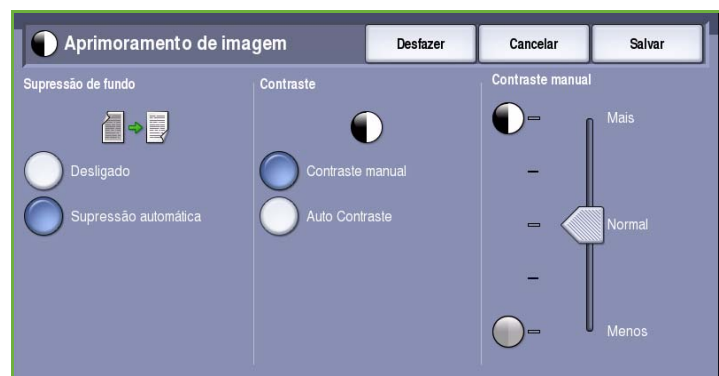 Aprimoramento de imagem
Desfazer
Cancelar
Salvar
Supressão de fundo
Desligado
Supressão automática
Contraste
Contraste manual
Auto Contraste
Contraste manual
Mais
Normal
Menos